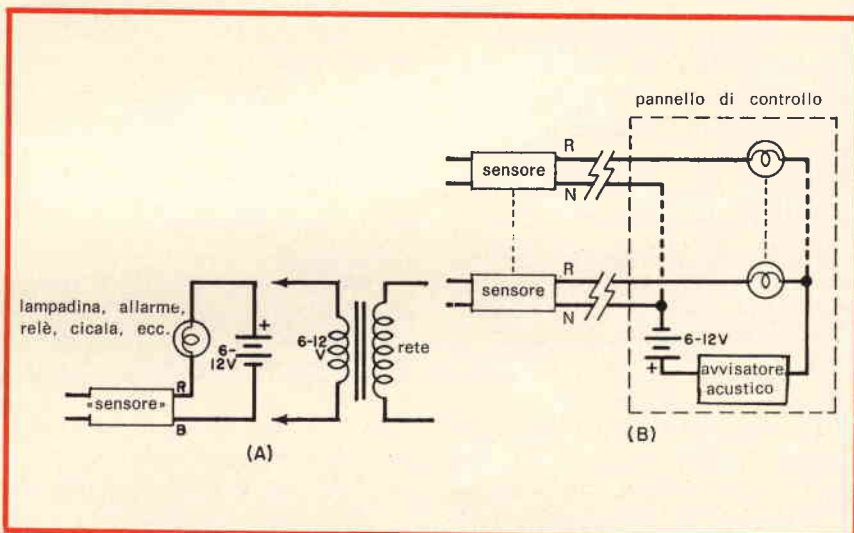 pannello di controllo
R
sensore
N
R
sensore
N
lampadina, allarme,
relè, cicala, ecc.
+
6-
12V
6-12
V
rete
6-12V
+
avvisatore
acustico
R
«sensore»
B
(A)
(B)